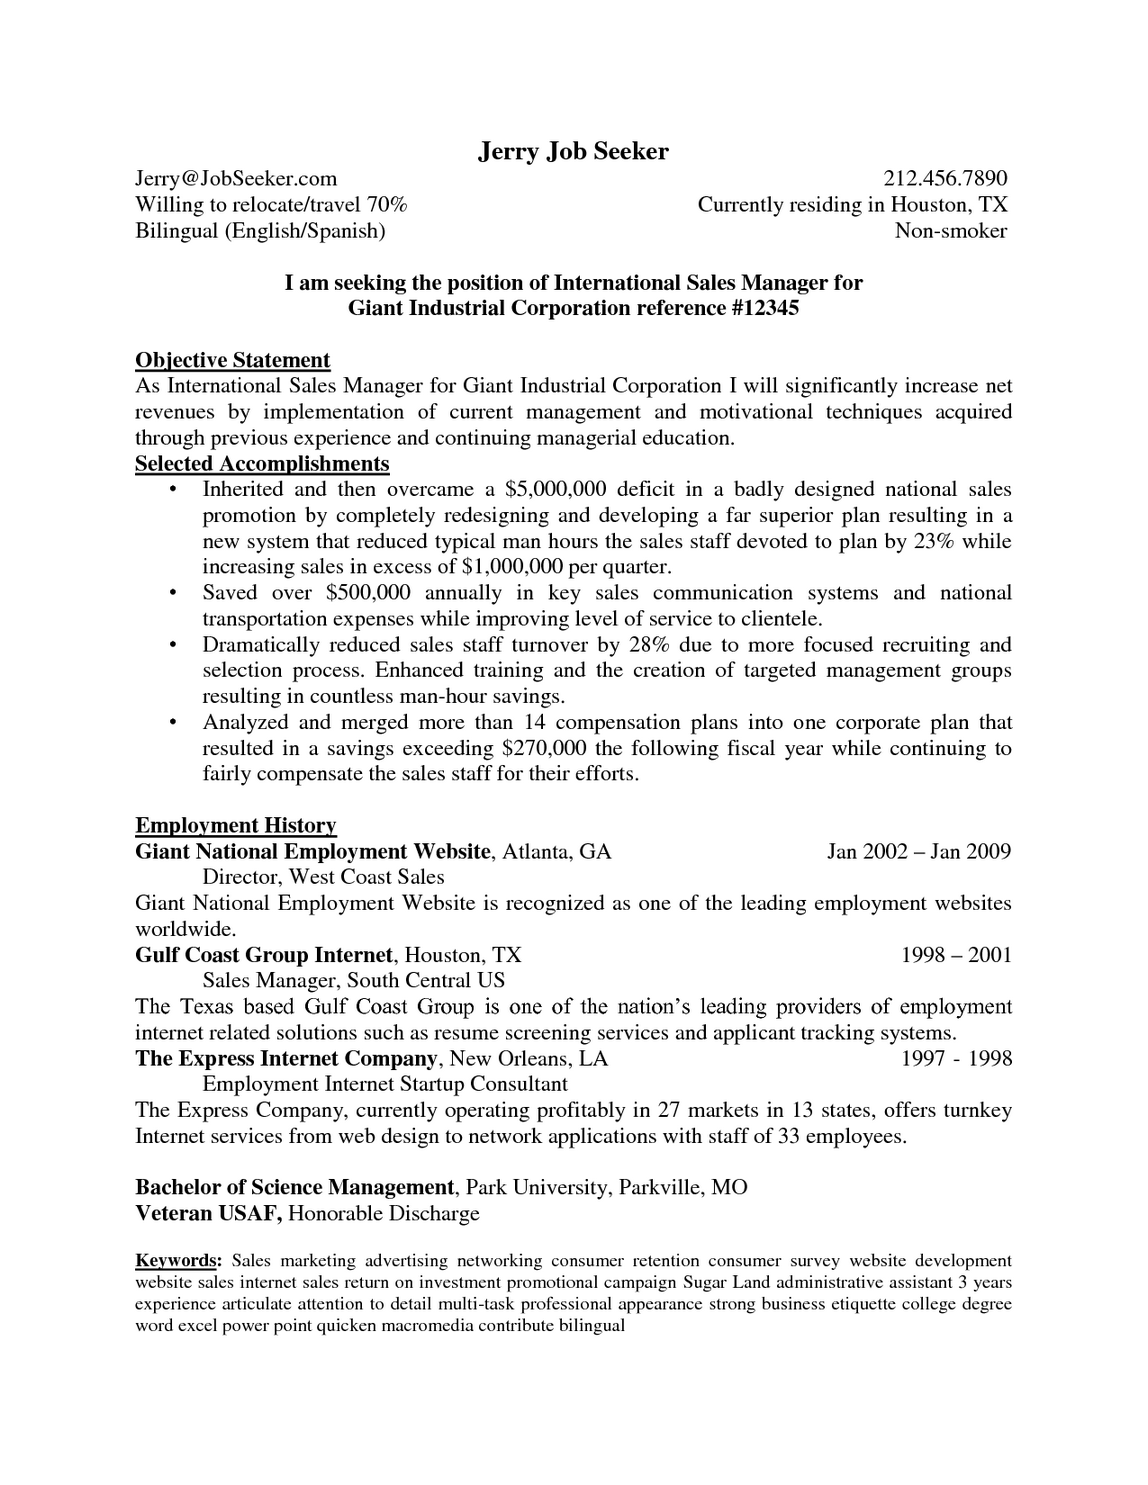 Jerry Job Seeker
Jerry@JobSeeker.com 212.456.7890
Willing to relocate/travel 70% Currently residing in Houston, TX
Bilingual (English/Spanish) Non-smoker
I am seeking the position of International Sales Manager for
Giant Industrial Corporation reference #12345
Objective Statement
As International Sales Manager for Giant Industrial Corporation I will significantly increase net
revenues by implementation of current management and motivational techniques acquired
through previous experience and continuing managerial education.
Selected Accomplishments
• Inherited and then overcame a $5,000,000 deficit in a badly designed national sales
promotion by completely redesigning and developing a far superior plan resulting in a
new system that reduced typical man hours the sales staff devoted to plan by 23% while
increasing sales in excess of $1,000,000 per quarter.
• Saved over $500,000 annually in key sales communication systems and national
transportation expenses while improving level of service to clientele.
• Dramatically reduced sales staff turnover by 28% due to more focused recruiting and
selection process. Enhanced training and the creation of targeted management groups
resulting in countless man-hour savings.
• Analyzed and merged more than 14 compensation plans into one corporate plan that
resulted in a savings exceeding $270,000 the following fiscal year while continuing to
fairly compensate the sales staff for their efforts.
Employment History
Giant National Employment Website, Atlanta, GA Jan 2002 – Jan 2009
Director, West Coast Sales
Giant National Employment Website is recognized as one of the leading employment websites
worldwide.
Gulf Coast Group Internet, Houston, TX 1998 – 2001
Sales Manager, South Central US
The Texas based Gulf Coast Group is one of the nation’s leading providers of employment
internet related solutions such as resume screening services and applicant tracking systems.
The Express Internet Company, New Orleans, LA 1997 - 1998
Employment Internet Startup Consultant
The Express Company, currently operating profitably in 27 markets in 13 states, offers turnkey
Internet services from web design to network applications with staff of 33 employees.
Bachelor of Science Management, Park University, Parkville, MO
Veteran USAF, Honorable Discharge
Keywords: Sales marketing advertising networking consumer retention consumer survey website development
website sales internet sales return on investment promotional campaign Sugar Land administrative assistant 3 years
experience articulate attention to detail multi-task professional appearance strong business etiquette college degree
word excel power point quicken macromedia contribute bilingual